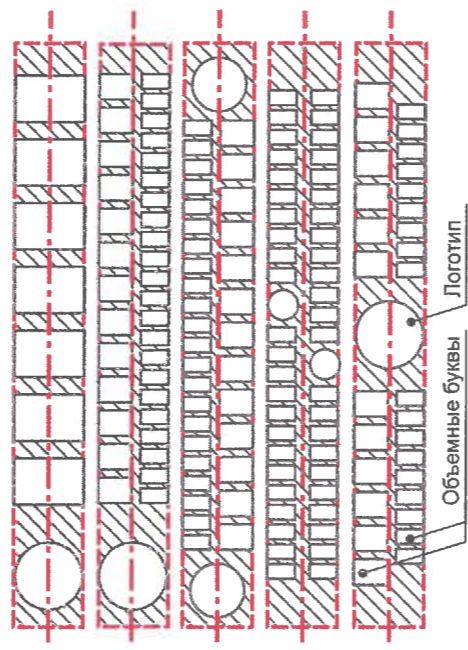 Объемные буквы
Логотип